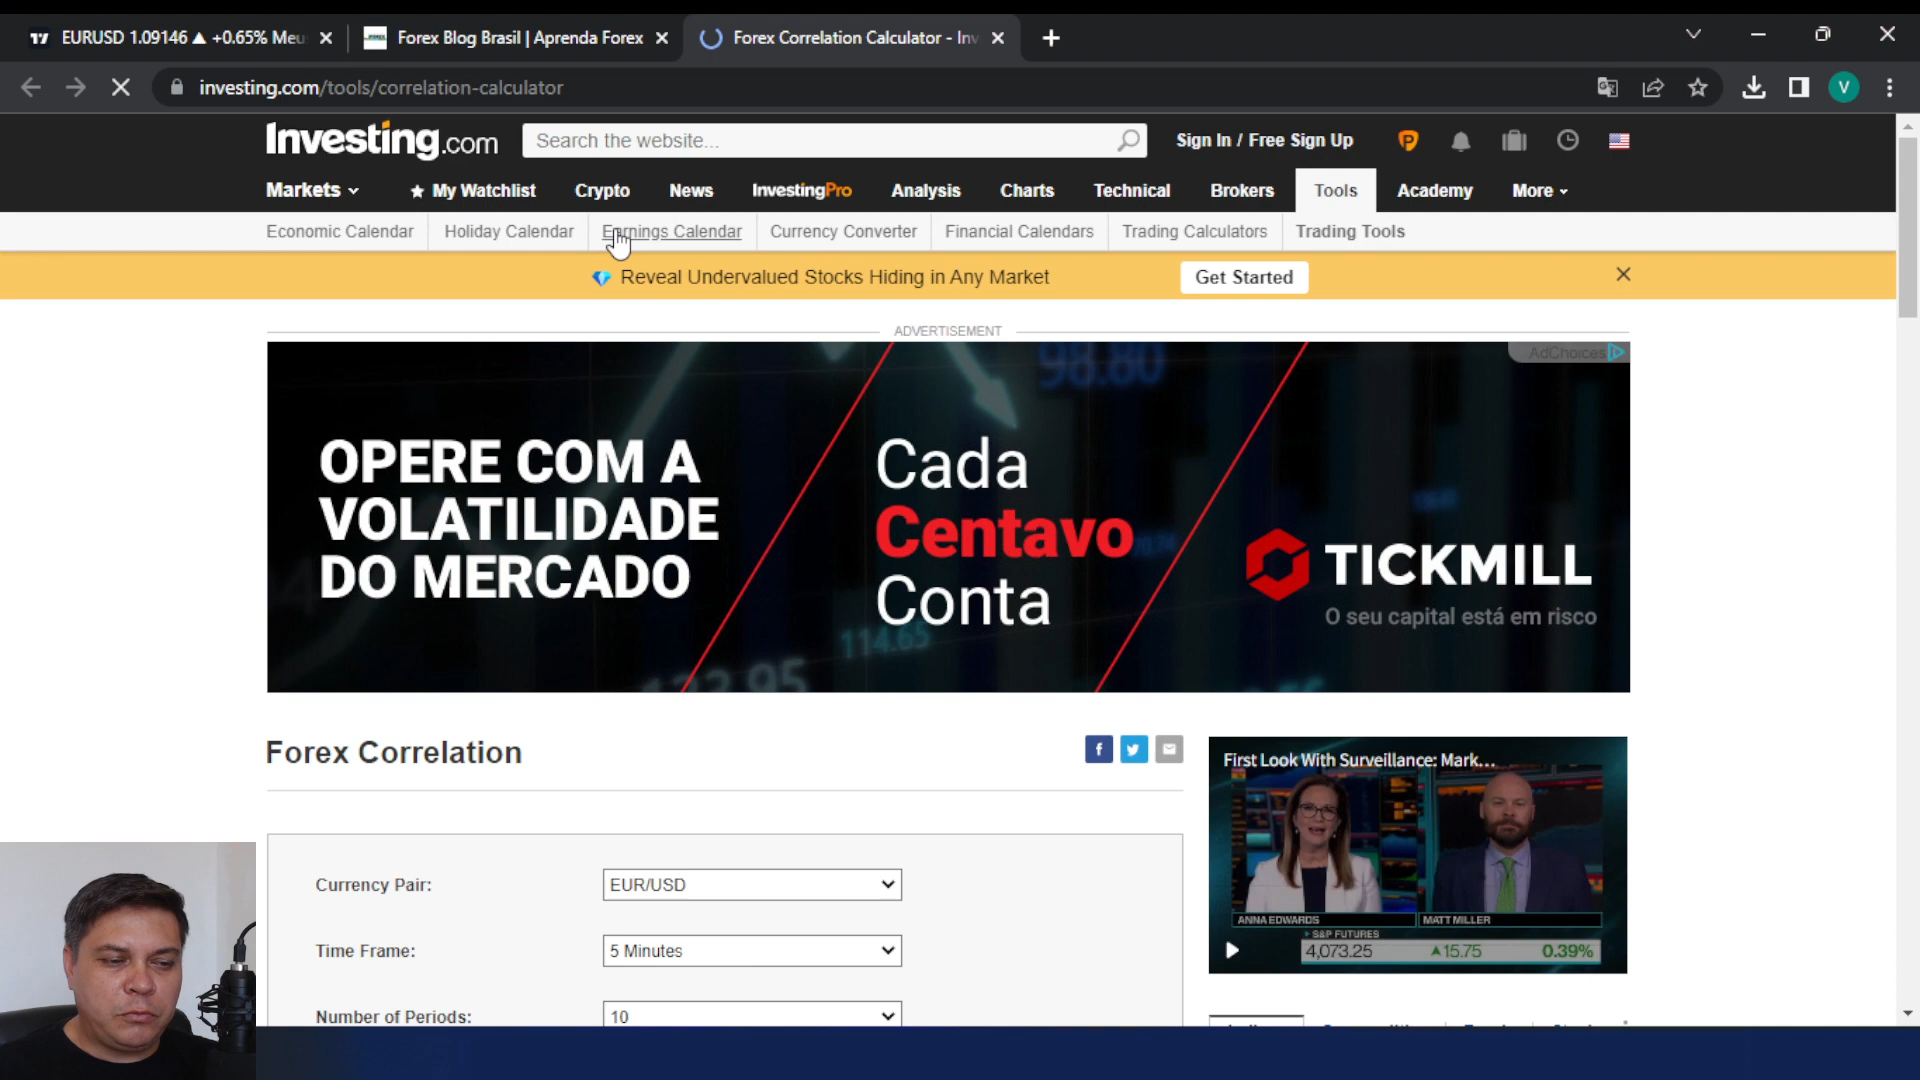 EURUSD 1.09146 ▲ +0.65% Meu
Forex Blog Brasil | Aprenda Forex
Forex Correlation Calculator - Inv
investing.com/tools/correlation-calculator
V
Investing.com
Search the website...
Sign In / Free Sign Up
P
Markets
My Watchlist
Crypto
News
InvestingPro
Analysis
Charts
Technical
Brokers
Tools
Academy
More
Economic Calendar
Holiday Calendar
Earnings Calendar
Currency Converter
Financial Calendars
Trading Calculators
Trading Tools
Reveal Undervalued Stocks Hiding in Any Market
Get Started
ADVERTISEMENT
AdChoices
98.80
OPERE COM A
VOLATILIDADE
DO MERCADO
Cada
Centavo
Conta
TICKMILL
O seu capital está em risco
114.65
Forex Correlation
First Look With Surveillance: Mark...
ANNA EDWARDS
MATT MILLER
S&P FUTURES
4,073.25 ▲15.75 0.39%
Currency Pair:
EUR/USD
Time Frame:
5 Minutes
Number of Periods:
10